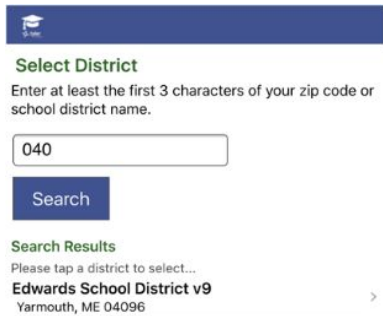 Select District
Enter at least the first 3 characters of your zip code or
school district name.
040
Search
Search Results
Please tap a district to select...
Edwards School District v9
Yarmouth, ME 04096